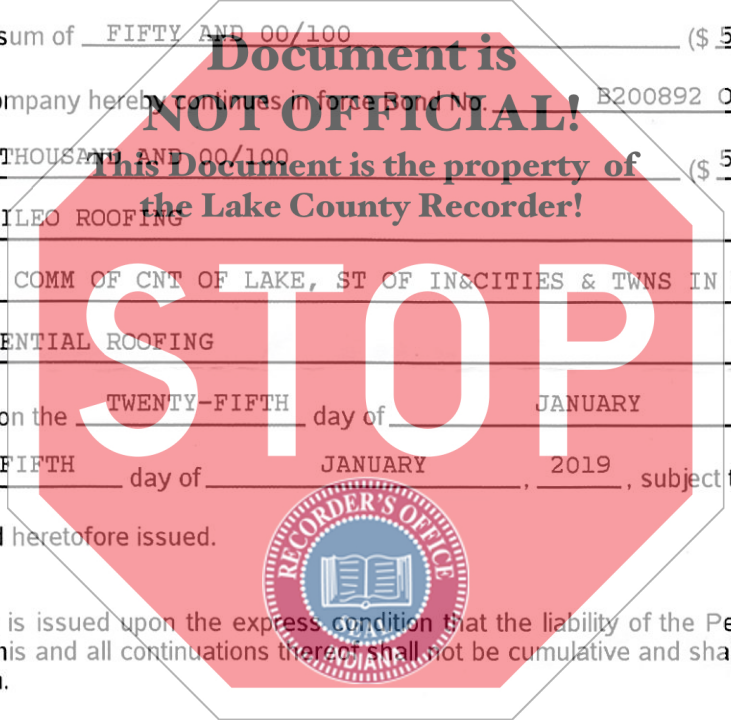 sum of FIFTY AND 00/100 ($ 5
Document is
mpany hereby continues in force Bond No. B200892 O
NOT OFFICIAL!
THOUSAND AND 00/100 ($ 5
This Document is the property of
the Lake County Recorder!
ILEO ROOFING
COMM OF CNT OF LAKE, ST OF IN&CITIES & TWNS IN
STOP
ENTIAL ROOFING
on the TWENTY-FIFTH day of JANUARY
FIFTH day of JANUARY, 2019, subject t
RECORDER'S OFFICE
d heretofore issued.
is issued upon the express condition that the liability of the Pe
SEAL
his and all continuations thereof shall not be cumulative and sha
INDIANA